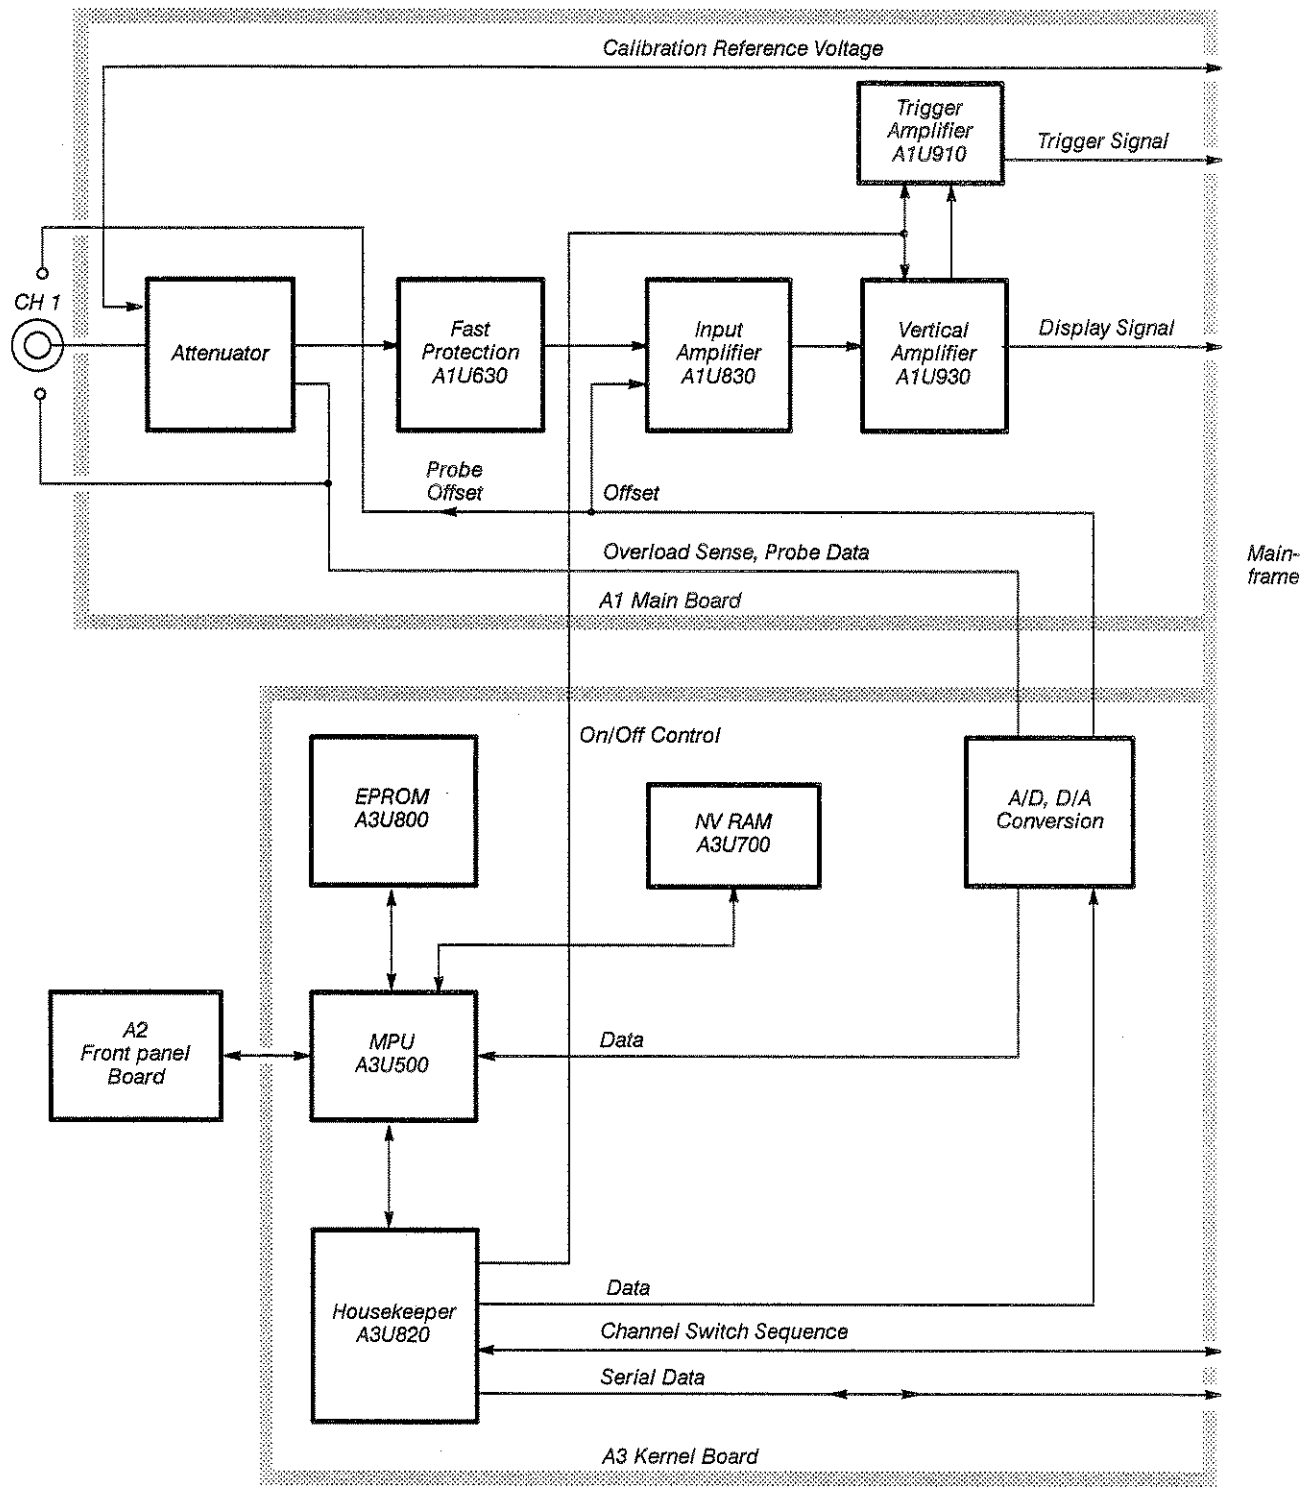 Calibration Reference Voltage
Trigger
Amplifier
A1U910
Trigger Signal
CH 1
Attenuator
Fast
Protection
A1U630
Input
Amplifier
A1U830
Vertical
Amplifier
A1U930
Display Signal
Probe
Offset
Offset
Overload Sense, Probe Data
Main-
frame
A1 Main Board
On/Off Control
EPROM
A3U800
NV RAM
A3U700
A/D, D/A
Conversion
A2
Front panel
Board
MPU
A3U500
Data
Housekeeper
A3U820
Data
Channel Switch Sequence
Serial Data
A3 Kernel Board